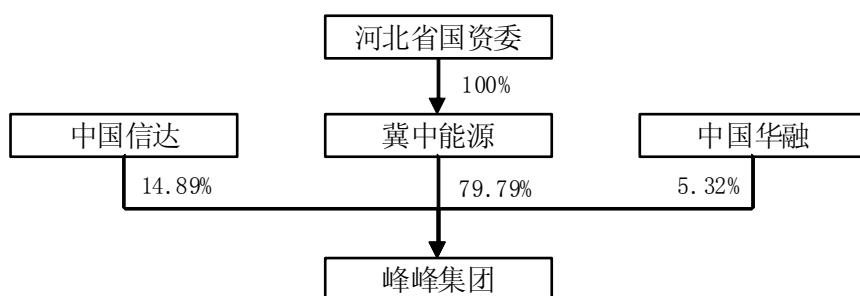 河北省国资委
100%
中国信达
冀中能源
中国华融
14.89%
79.79%
5.32%
峰峰集团